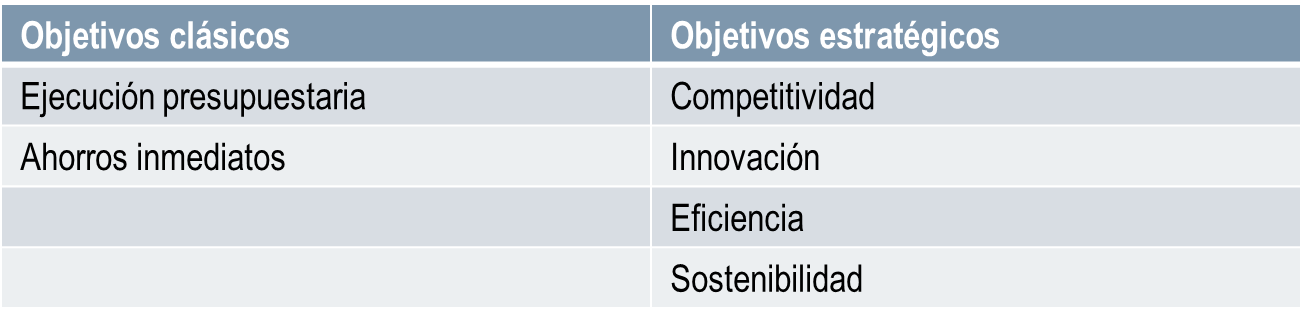 Objetivos clásicos Objetivos estratégicos
Ejecución presupuestaria Competitividad
Ahorros inmediatos Innovación
Eficiencia
Sostenibilidad